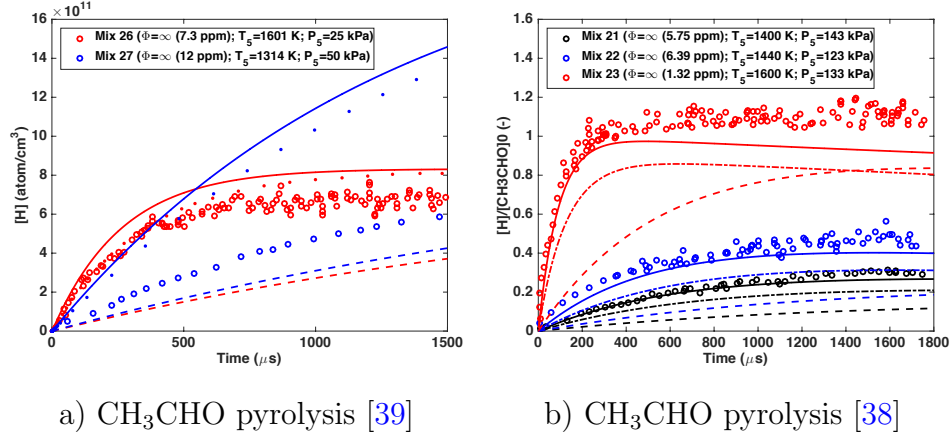 ×10¹¹
16
14
12
10
8
6
4
2
0
0 500 1000 1500
[H] (atom/cm³)
Time (μs)
Mix 26 (Φ=∞ (7.3 ppm); T₅=1601 K; P₅=25 kPa)
Mix 27 (Φ=∞ (12 ppm); T₅=1314 K; P₅=50 kPa)
a) CH₃CHO pyrolysis [39]
1.6
1.4
1.2
1
0.8
0.6
0.4
0.2
0
0 200 400 600 800 1000 1200 1400 1600 1800
[H]/[CH3CHO]0 (-)
Time (μs)
Mix 21 (Φ=∞ (5.75 ppm); T₅=1400 K; P₅=143 kPa)
Mix 22 (Φ=∞ (6.39 ppm); T₅=1440 K; P₅=123 kPa)
Mix 23 (Φ=∞ (1.32 ppm); T₅=1600 K; P₅=133 kPa)
b) CH₃CHO pyrolysis [38]